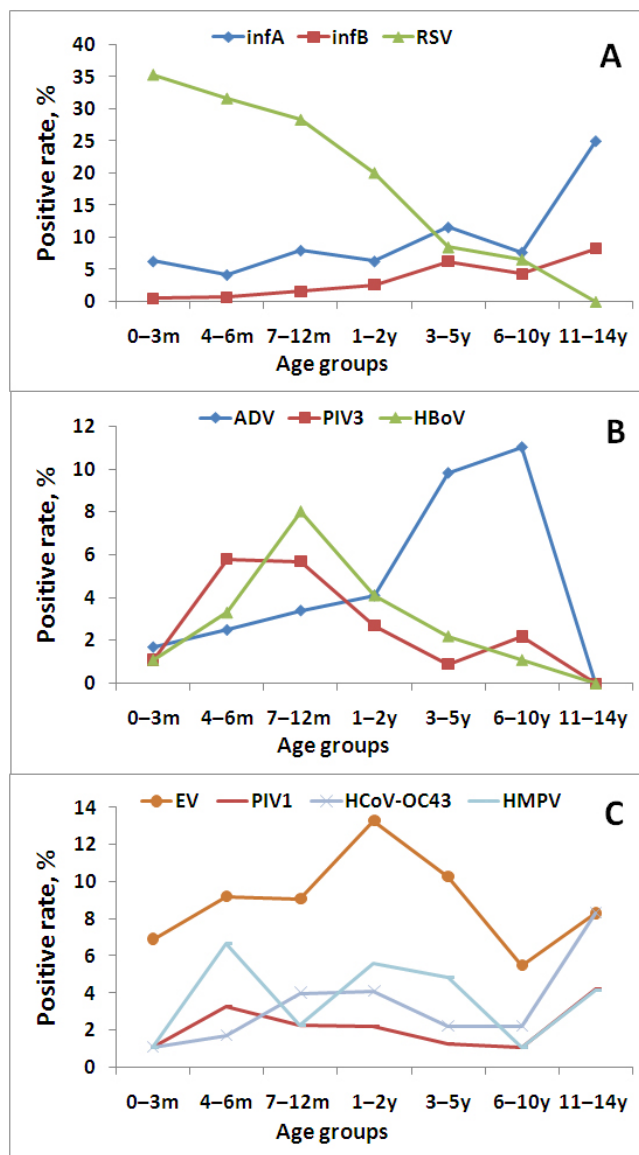 infA infB RSV
A
Positive rate, %
40
35
30
25
20
15
10
5
0
0–3m 4–6m 7–12m 1–2y 3–5y 6–10y 11–14y
Age groups
ADV PIV3 HBoV
B
Positive rate, %
12
10
8
6
4
2
0
0–3m 4–6m 7–12m 1–2y 3–5y 6–10y 11–14y
Age groups
EV PIV1 HCoV-OC43 HMPV
C
Positive rate, %
14
12
10
8
6
4
2
0
0–3m 4–6m 7–12m 1–2y 3–5y 6–10y 11–14y
Age groups